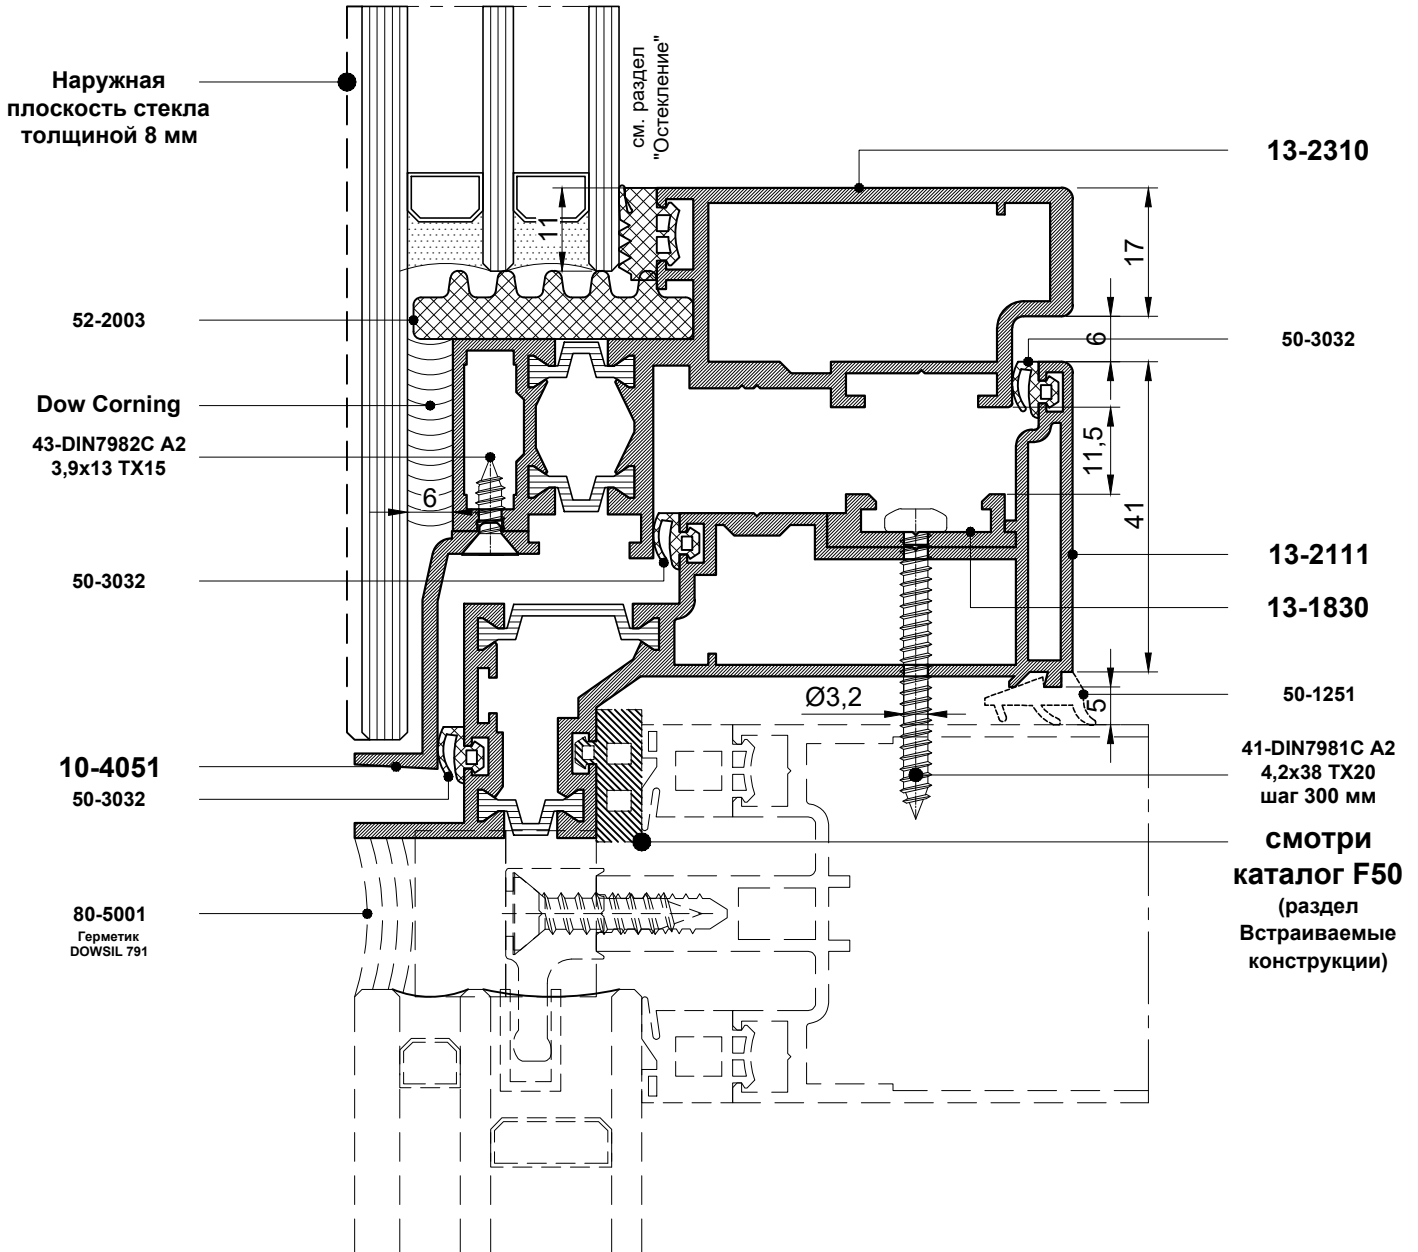 Наружная
плоскость стекла
толщиной 8 мм
см. раздел
"Остекление"
13-2310
11
17
52-2003
6
50-3032
Dow Corning
43-DIN7982C A2
3,9x13 TX15
11,5
6
41
13-2111
50-3032
13-1830
Ø3,2
5
50-1251
10-4051
50-3032
41-DIN7981C A2
4,2x38 TX20
шаг 300 мм
смотри
каталог F50
(раздел
Встраиваемые
конструкции)
80-5001
Герметик
DOWSIL 791